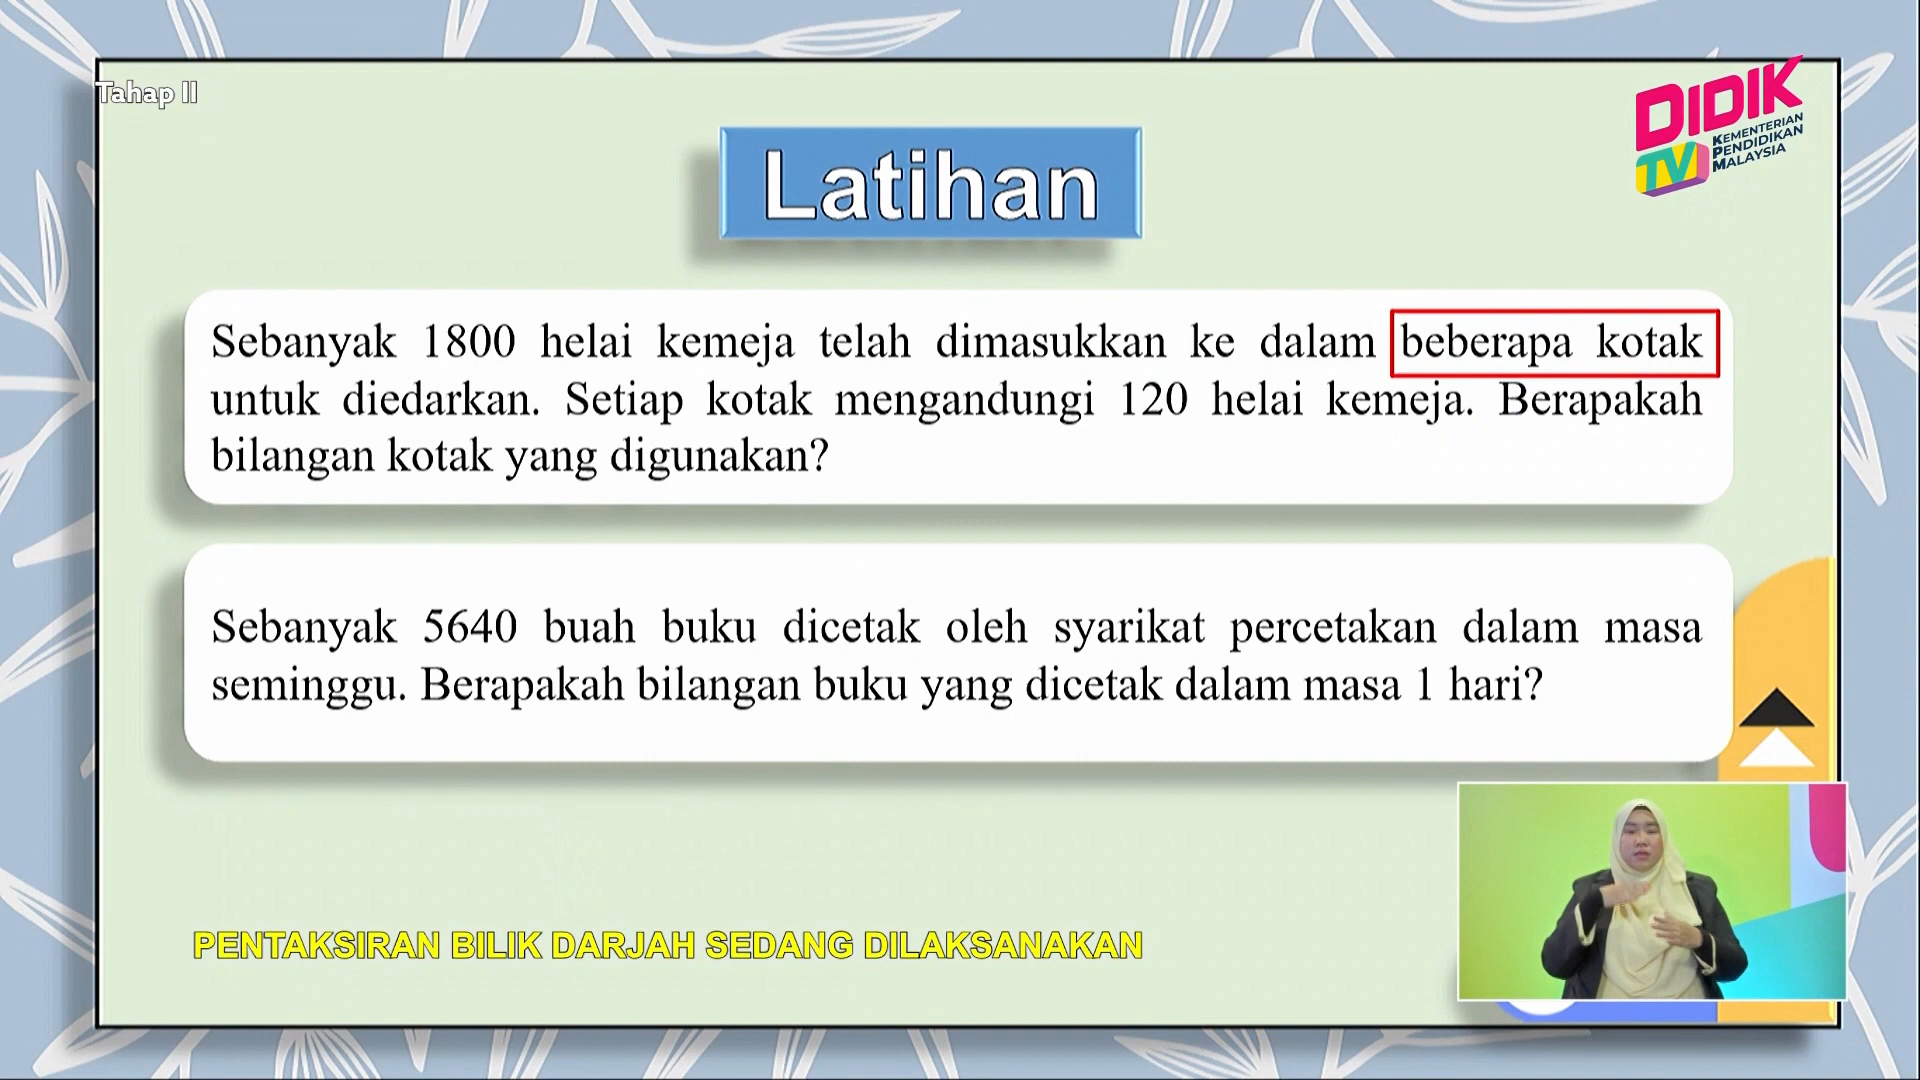 Tahap II
DIDIK
TV
KEMENTERIAN
PENDIDIKAN
MALAYSIA
Latihan
Sebanyak 1800 helai kemeja telah dimasukkan ke dalam beberapa kotak
untuk diedarkan. Setiap kotak mengandungi 120 helai kemeja. Berapakah
bilangan kotak yang digunakan?
Sebanyak 5640 buah buku dicetak oleh syarikat percetakan dalam masa
seminggu. Berapakah bilangan buku yang dicetak dalam masa 1 hari?
PENTAKSIRAN BILIK DARJAH SEDANG DILAKSANAKAN